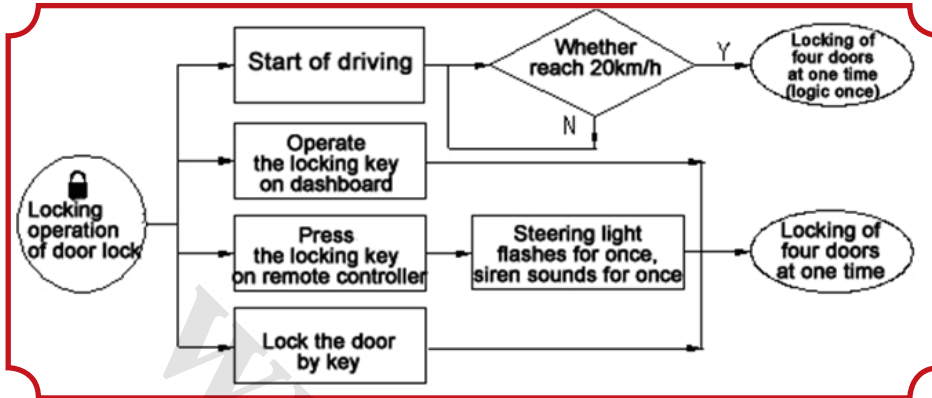 Locking
operation
of door lock
Start of driving
Whether
reach 20km/h
Y
N
Locking of
four doors
at one time
(logic once)
Operate
the locking key
on dashboard
Press
the locking key
on remote controller
Steering light
flashes for once,
siren sounds for once
Locking of
four doors
at one time
Lock the door
by key